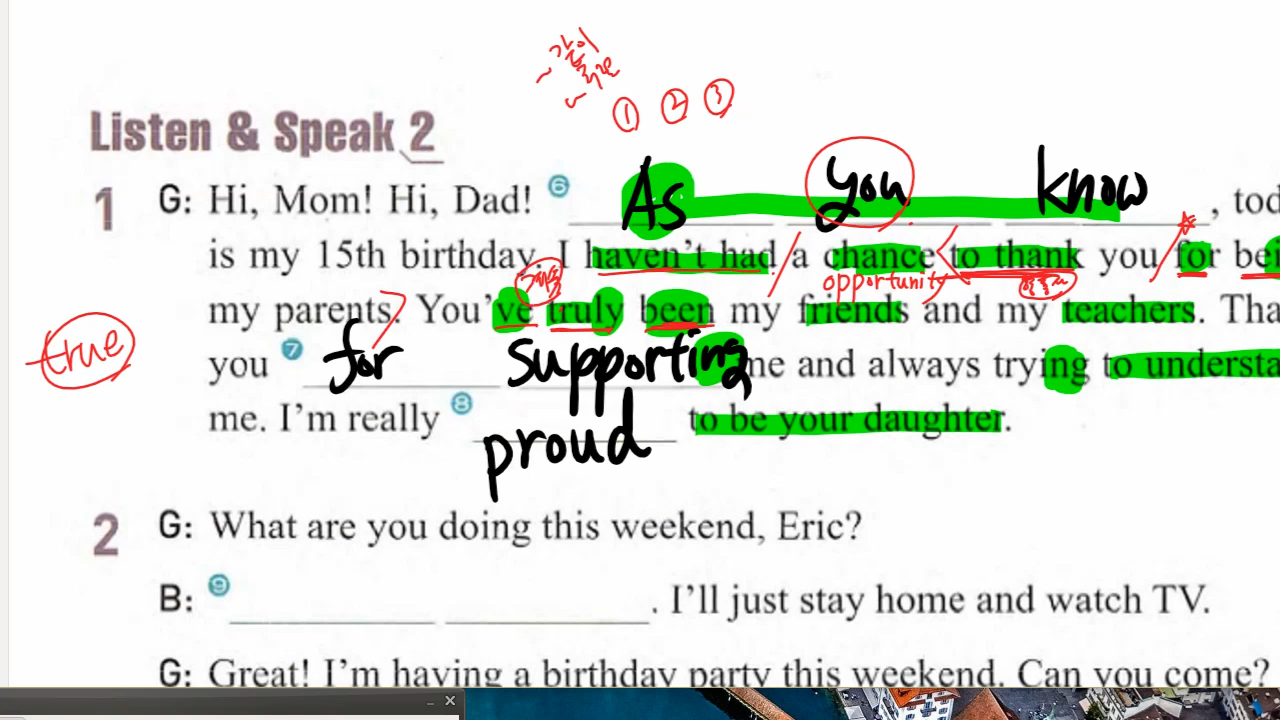 ① ② ③
Listen & Speak 2
1 G: Hi, Mom! Hi, Dad! ⑥ As you know, tod
is my 15th birthday. I haven't had a chance to thank you for bei
opportunity
my parents. You've truly been my friends and my teachers. Tha
true
you ⑦ for supporting me and always trying to understa
me. I'm really ⑧ proud to be your daughter.
2 G: What are you doing this weekend, Eric?
B: ⑨ . I'll just stay home and watch TV.
G: Great! I'm having a birthday party this weekend. Can you come?